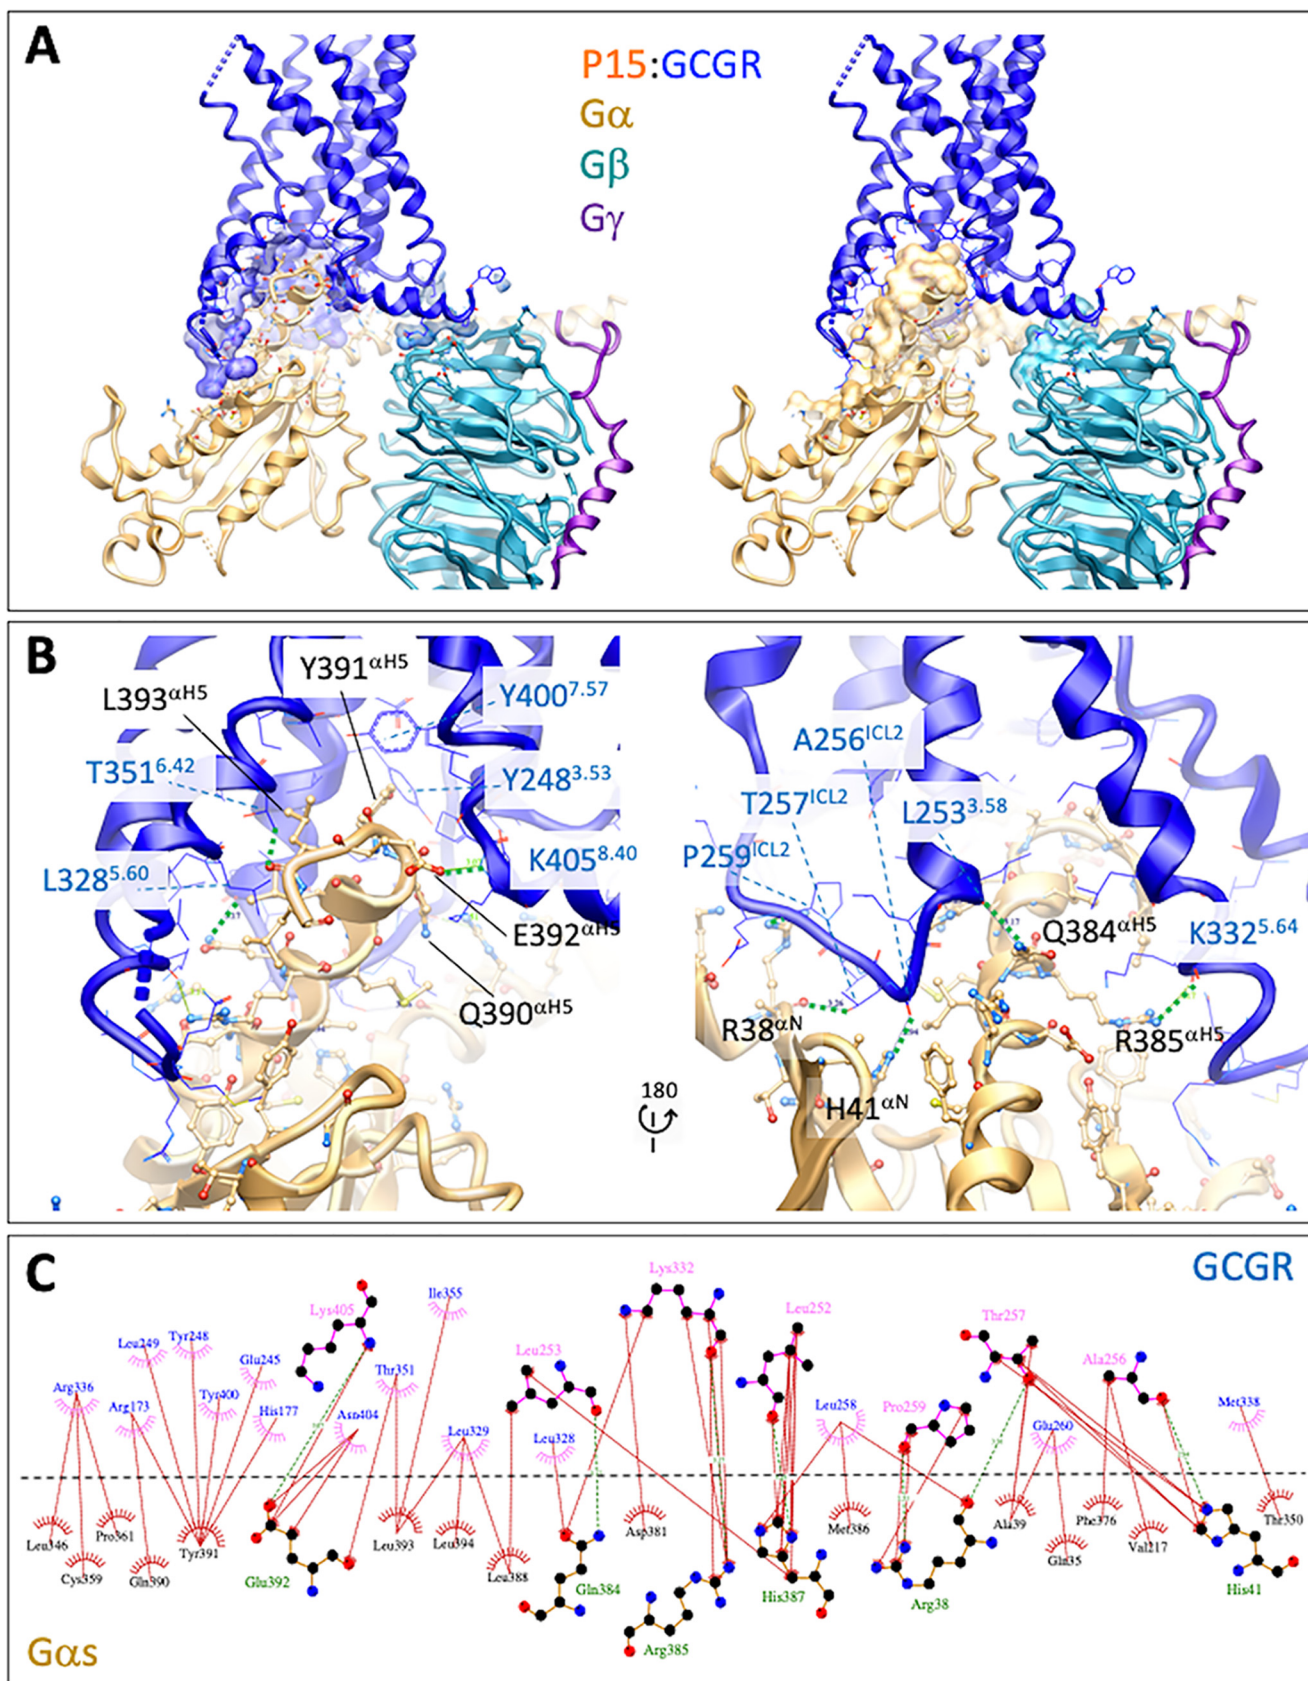 A
P15:GCGR
Gα
Gβ
Gγ
B
Y391αH5
L393αH5
Y4007.57
T3516.42
Y2483.53
L3285.60
K4058.40
E392αH5
Q390αH5
A256ICL2
T257ICL2
L2533.58
P259ICL2
Q384αH5
K3325.64
R38αN
R385αH5
H41αN
180
C
GCGR
Lys332
Ile355
Lys405
Leu252
Thr257
Leu249
Tyr248
Glu245
Leu253
Thr351
Ala256
Arg336
Arg173
Tyr400
His177
Asn404
Leu329
Leu328
Leu258
Pro259
Glu260
Met338
Leu346
Pro361
Cys359
Gln390
Tyr391
Glu392
Leu393
Leu394
Leu388
Gln384
Asp381
Arg385
His387
Met386
Arg38
Ala39
Gln35
Phe376
Val217
His41
Thr350
Gαs